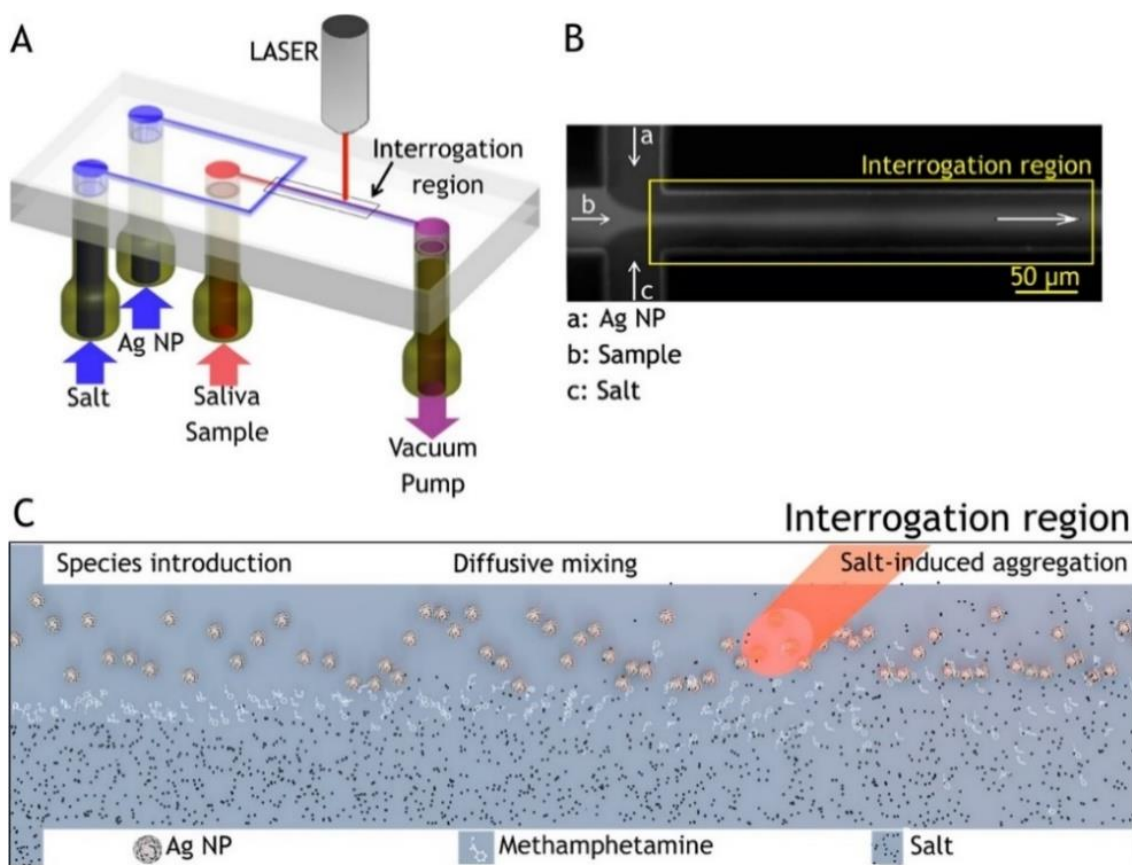 A
LASER
Interrogation
region
Ag NP
Salt
Saliva
Sample
Vacuum
Pump
B
a
Interrogation region
b
50 µm
c
a: Ag NP
b: Sample
c: Salt
C
Interrogation region
Species introduction
Diffusive mixing
Salt-induced aggregation
Ag NP
Methamphetamine
Salt